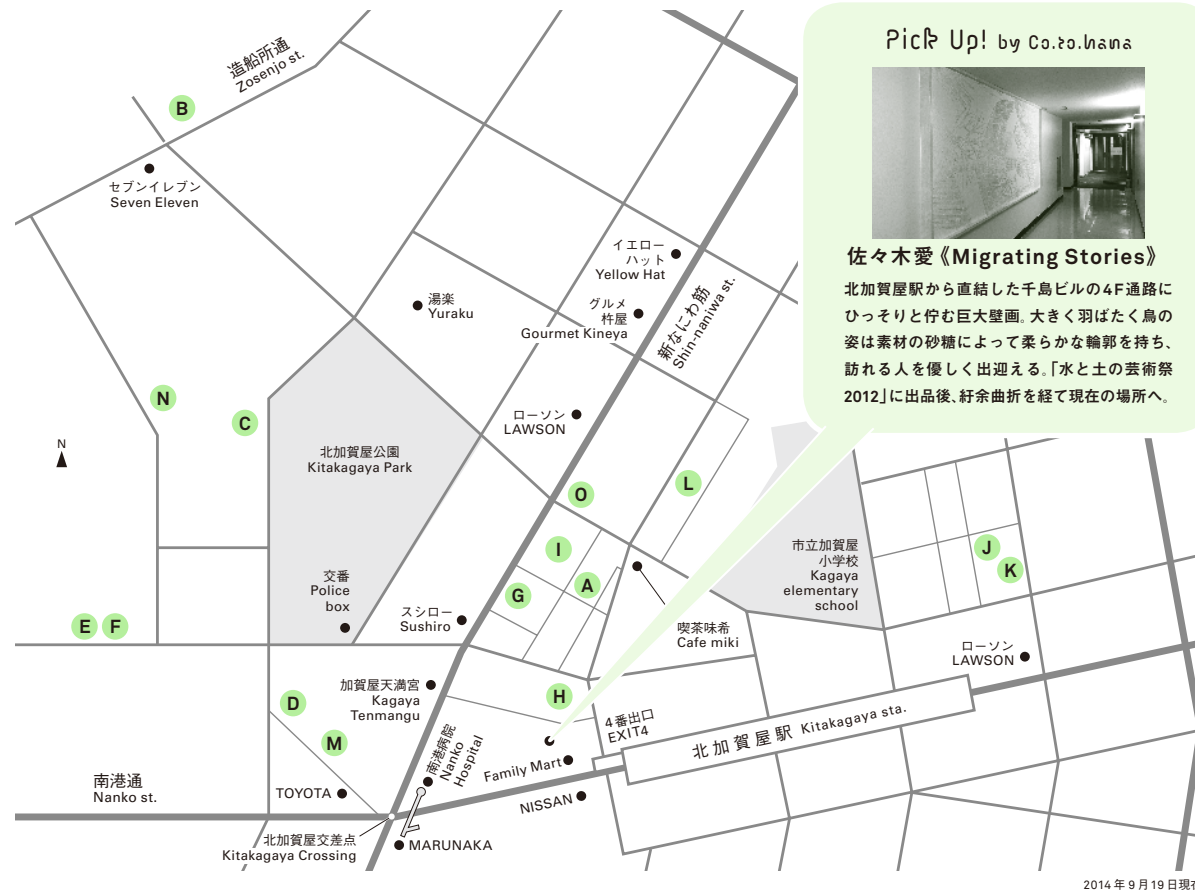 造船所通
Zosenjo st.
B
セブンイレブン
Seven Eleven
Pick Up! by Co.to.hana
佐々木愛《Migrating Stories》
北加賀屋駅から直結した千島ビルの4F通路に
ひっそりと佇む巨大壁画。大きく羽ばたく鳥の
姿は素材の砂糖によって柔らかな輪郭を持ち、
訪れる人を優しく出迎える。「水と土の芸術祭
2012」に出品後、紆余曲折を経て現在の場所へ。
イエロー
ハット
Yellow Hat
グルメ
杵屋
Gourmet Kineya
新なにわ筋
Shin-naniwa st.
湯楽
Yuraku
N
C
ローソン
LAWSON
N
北加賀屋公園
Kitakagaya Park
O
L
I
A
G
市立加賀屋
小学校
Kagaya
elementary
school
J
K
交番
Police
box
スシロー
Sushiro
E
F
喫茶味希
Cafe miki
ローソン
LAWSON
加賀屋天満宮
Kagaya
Tenmangu
D
M
H
4番出口
EXIT4
北加賀屋駅 Kitakagaya sta.
南港病院
Nanko
Hospital
Family Mart
NISSAN
南港通
Nanko st.
TOYOTA
北加賀屋交差点
Kitakagaya Crossing
MARUNAKA
2014年9月19日現在